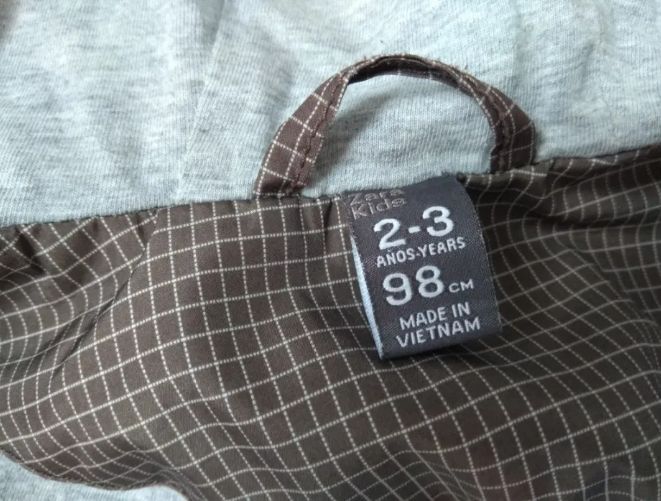 Zara
Kids
2-3
AÑOS-YEARS
98 CM
MADE IN
VIETNAM